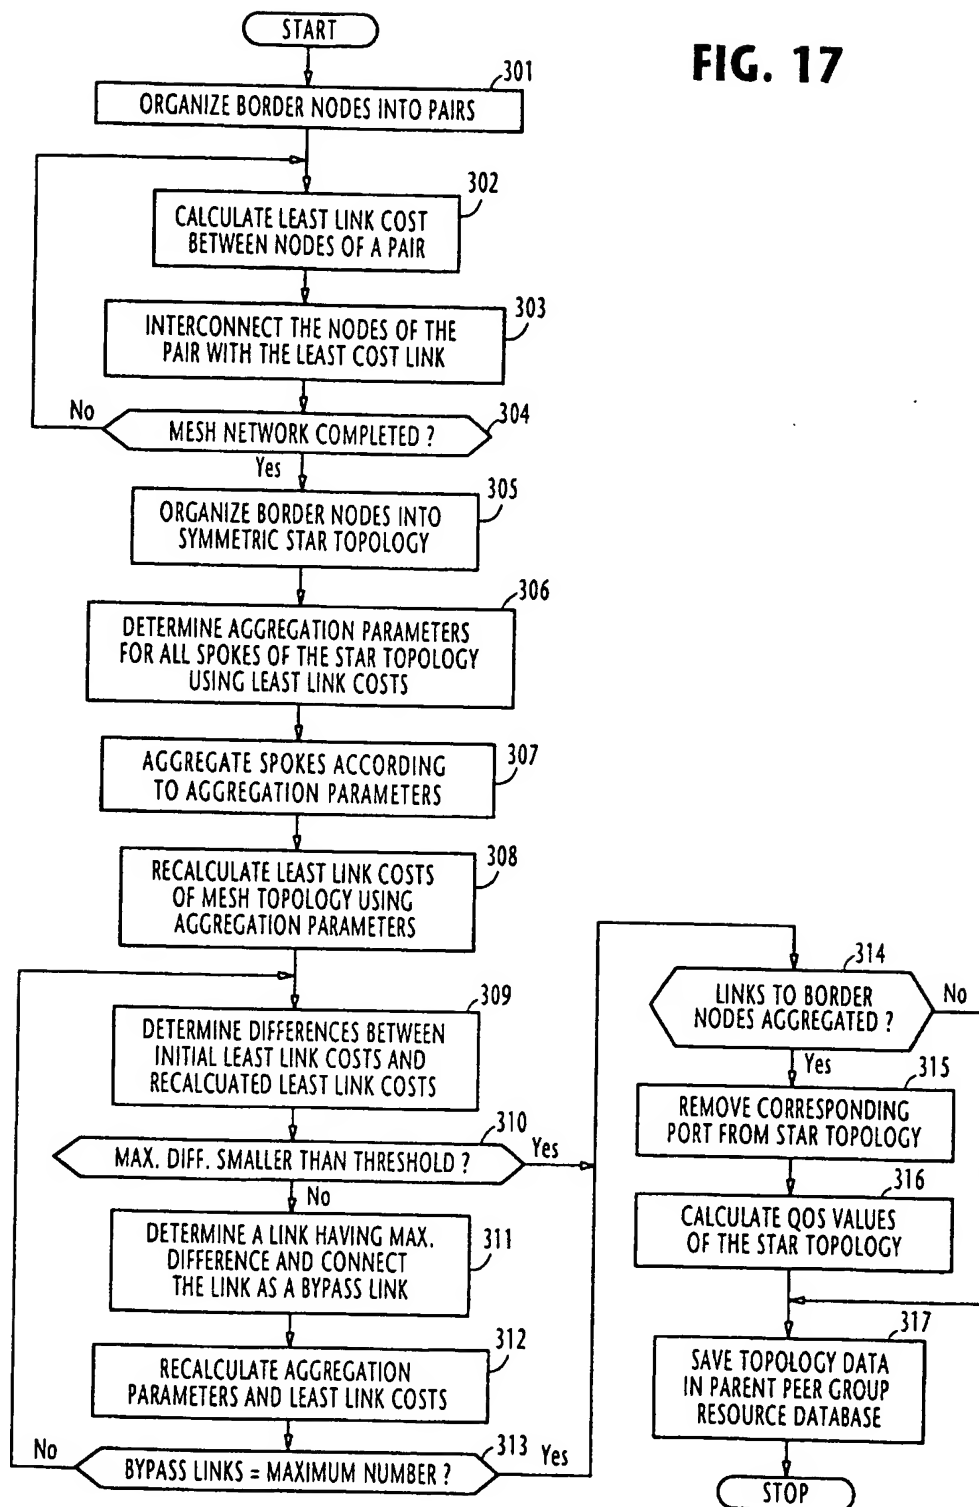 FIG. 17
START
301
ORGANIZE BORDER NODES INTO PAIRS
302
CALCULATE LEAST LINK COST
BETWEEN NODES OF A PAIR
303
INTERCONNECT THE NODES OF THE
PAIR WITH THE LEAST COST LINK
304
No
MESH NETWORK COMPLETED ?
Yes
305
ORGANIZE BORDER NODES INTO
SYMMETRIC STAR TOPOLOGY
306
DETERMINE AGGREGATION PARAMETERS
FOR ALL SPOKES OF THE STAR TOPOLOGY
USING LEAST LINK COSTS
307
AGGREGATE SPOKES ACCORDING
TO AGGREGATION PARAMETERS
308
RECALCULATE LEAST LINK COSTS
OF MESH TOPOLOGY USING
AGGREGATION PARAMETERS
309
DETERMINE DIFFERENCES BETWEEN
INITIAL LEAST LINK COSTS AND
RECALCUATED LEAST LINK COSTS
310
MAX. DIFF. SMALLER THAN THRESHOLD ?
Yes
No
311
DETERMINE A LINK HAVING MAX.
DIFFERENCE AND CONNECT
THE LINK AS A BYPASS LINK
312
RECALCULATE AGGREGATION
PARAMETERS AND LEAST LINK COSTS
313
No
BYPASS LINKS = MAXIMUM NUMBER ?
Yes
314
LINKS TO BORDER
NODES AGGREGATED ?
No
Yes
315
REMOVE CORRESPONDING
PORT FROM STAR TOPOLOGY
316
CALCULATE QOS VALUES
OF THE STAR TOPOLOGY
317
SAVE TOPOLOGY DATA
IN PARENT PEER GROUP
RESOURCE DATABASE
STOP